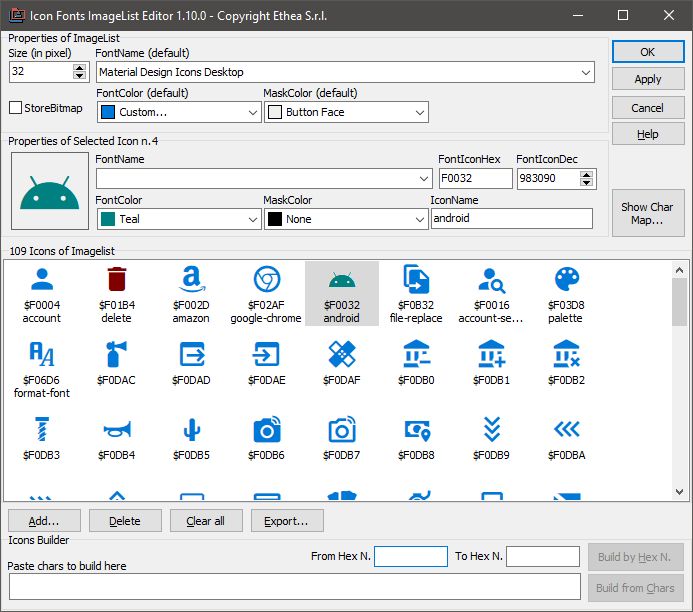 Icon Fonts ImageList Editor 1.10.0 - Copyright Ethea S.r.l.
Properties of ImageList
Size (in pixel) FontName (default)
32 Material Design Icons Desktop
OK
Apply
StoreBitmap
FontColor (default) MaskColor (default)
Custom... Button Face
Cancel
Help
Properties of Selected Icon n.4
FontName FontIconHex FontIconDec
F0032 983090
FontColor MaskColor IconName
Teal None android
Show Char
Map...
109 Icons of Imagelist
$F0004 $F01B4 $F002D $F02AF $F0032 $F0B32 $F0016 $F03D8
account delete amazon google-chrome android file-replace account-se... palette
$F06D6 $F0DAC $F0DAD $F0DAE $F0DAF $F0DB0 $F0DB1 $F0DB2
format-font
$F0DB3 $F0DB4 $F0DB5 $F0DB6 $F0DB7 $F0DB8 $F0DB9 $F0DBA
Add... Delete Clear all Export...
Icons Builder
From Hex N. To Hex N. Build by Hex N.
Paste chars to build here
Build from Chars